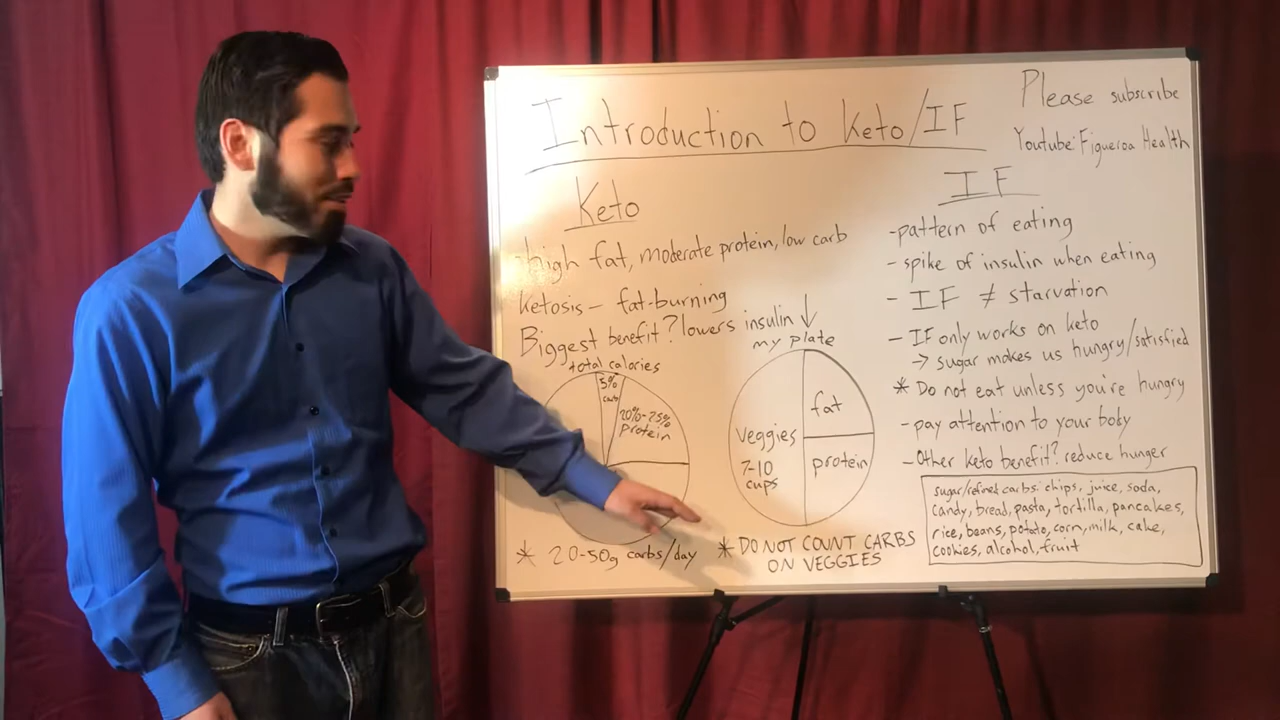 Introduction to Keto/IF
Please subscribe
Youtube: Figueroa Health
Keto
-high fat, moderate protein, low carb
Ketosis - fat-burning
Biggest benefit? lowers insulin ↓
total calories
5%
carb
20%-25%
protein
my plate
veggies
7-10
cups
fat
protein
* 20-50g carbs/day
* DO NOT COUNT CARBS
ON VEGGIES
IF
-pattern of eating
- spike of insulin when eating
- IF ≠ starvation
- IF only works on keto
→ sugar makes us hungry/satisfied
* Do not eat unless you're hungry
- pay attention to your body
- Other keto benefit? reduce hunger
sugar/refined carbs: chips, juice, soda,
candy, bread, pasta, tortilla, pancakes,
rice, beans, potato, corn, milk, cake,
cookies, alcohol, fruit